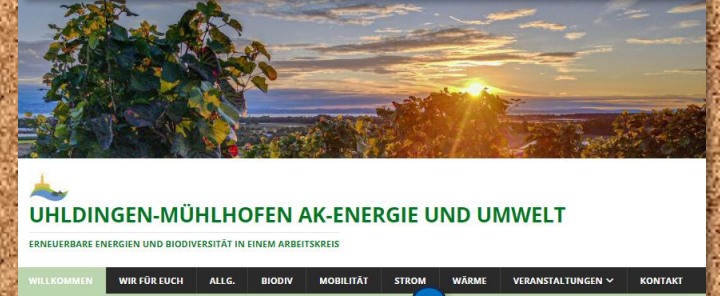 UHLDINGEN-MÜHLHOFEN AK-ENERGIE UND UMWELT
ERNEUERBARE ENERGIEN UND BIODIVERSITÄT IN EINEM ARBEITSKREIS
WILLKOMMEN WIR FÜR EUCH ALLG. BIODIV MOBILITÄT STROM WÄRME VERANSTALTUNGEN KONTAKT